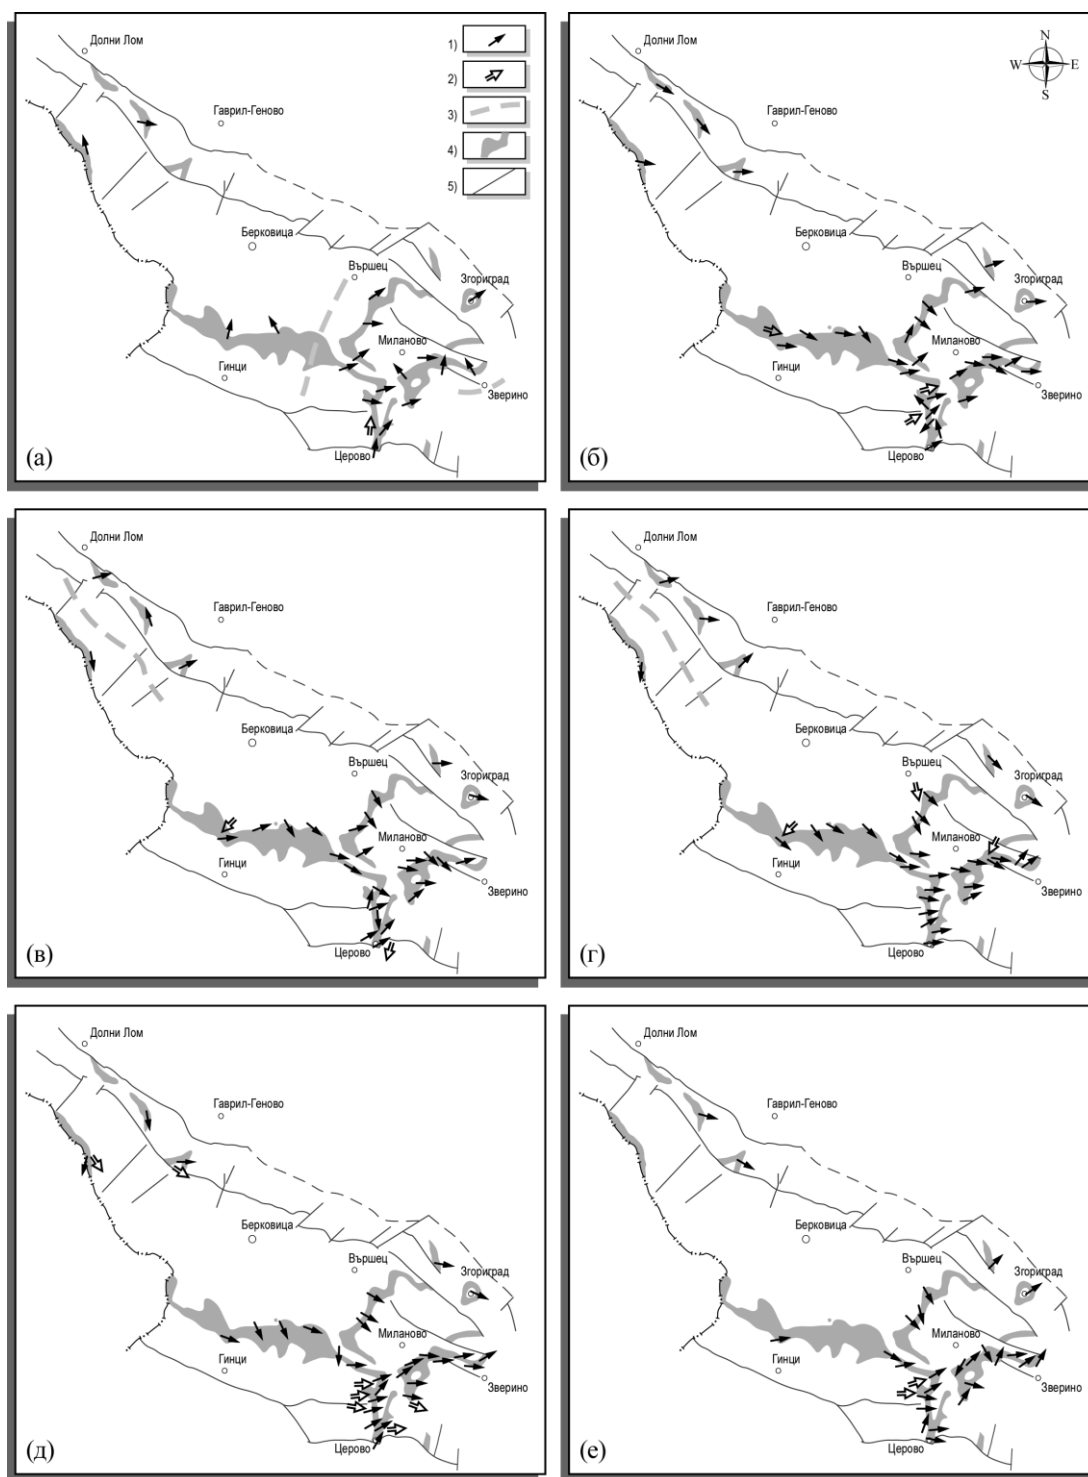 Долни Лом
Гаврил-Геново
Берковица
Вършец
Згориград
Миланово
Гинци
Зверино
Церово
(а)
1)
2)
3)
4)
5)
Долни Лом
Гаврил-Геново
Берковица
Вършец
Згориград
Миланово
Гинци
Зверино
Церово
(б)
N
W E
S
Долни Лом
Гаврил-Геново
Берковица
Вършец
Згориград
Миланово
Гинци
Зверино
Церово
(в)
Долни Лом
Гаврил-Геново
Берковица
Вършец
Згориград
Миланово
Гинци
Зверино
Церово
(г)
Долни Лом
Гаврил-Геново
Берковица
Вършец
Згориград
Миланово
Гинци
Зверино
Церово
(д)
Долни Лом
Гаврил-Геново
Берковица
Вършец
Згориград
Миланово
Гинци
Зверино
Церово
(е)